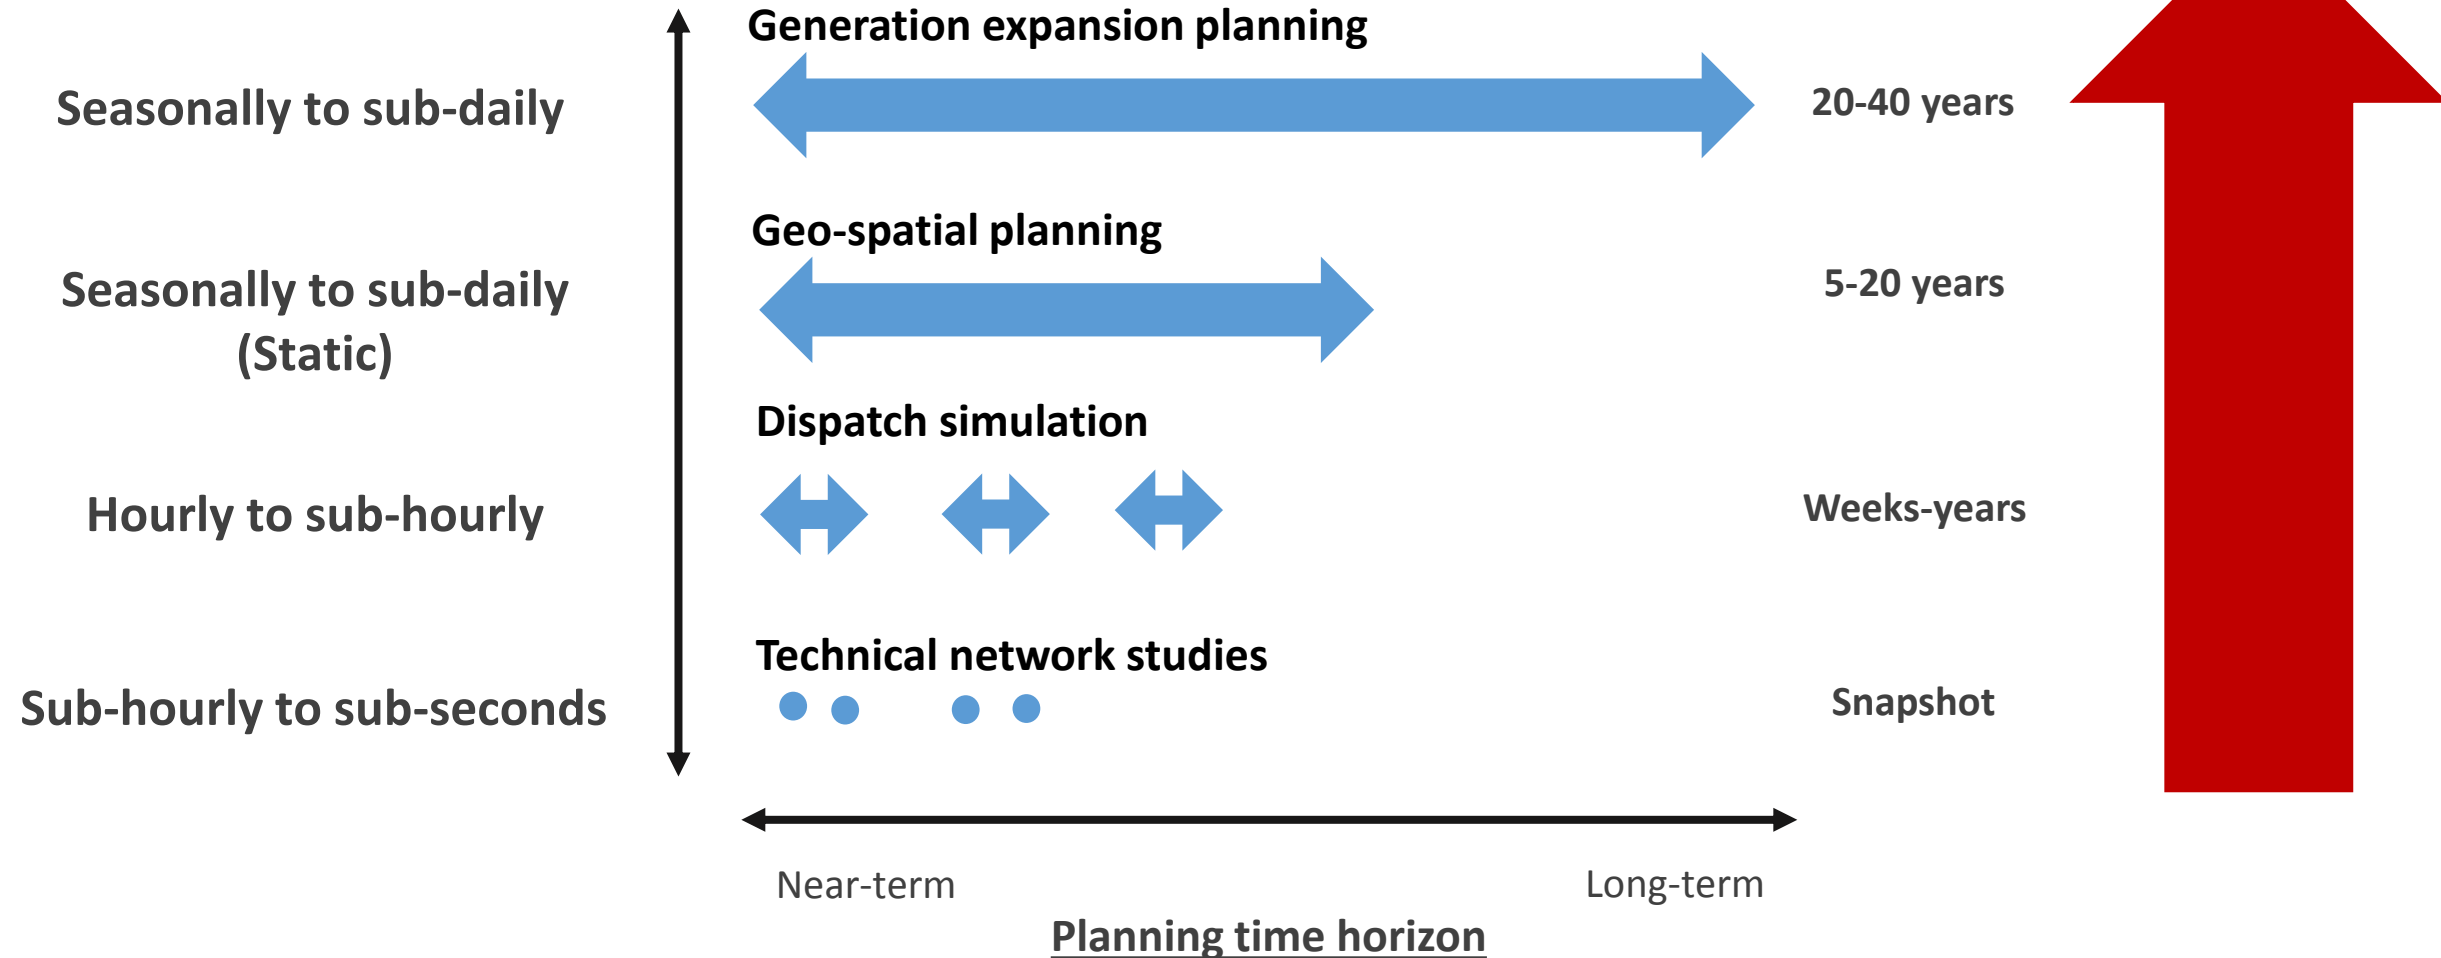 Generation expansion planning
Seasonally to sub-daily
20-40 years
Geo-spatial planning
Seasonally to sub-daily
(Static)
5-20 years
Dispatch simulation
Hourly to sub-hourly
Weeks-years
Technical network studies
Sub-hourly to sub-seconds
Snapshot
Near-term
Long-term
Planning time horizon